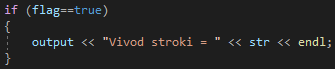 if (flag==true)
{
output << "Vivod stroki = " << str << endl;
}